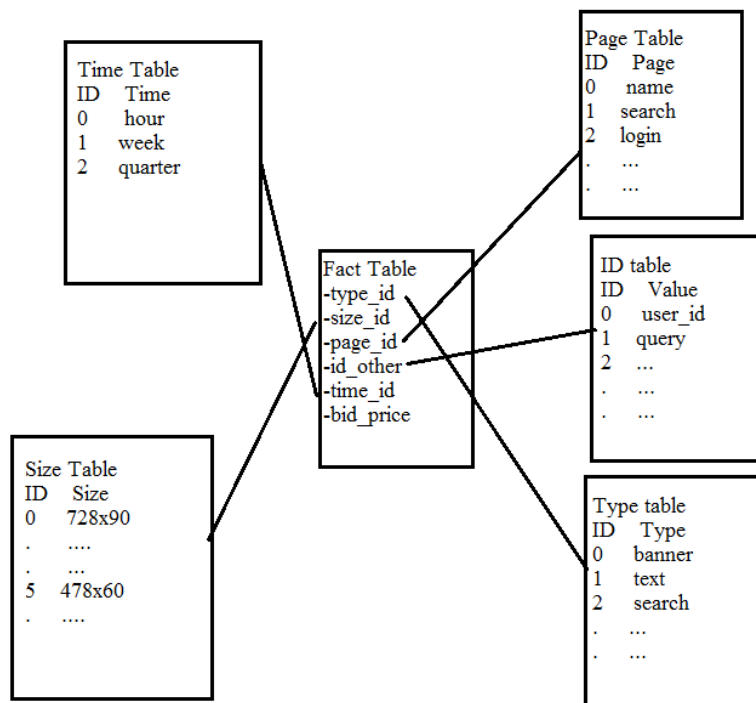 Time Table
ID Time
0 hour
1 week
2 quarter
Page Table
ID Page
0 name
1 search
2 login
. ...
. ...
Fact Table
-type_id
-size_id
-page_id
-id_other
-time_id
-bid_price
ID table
ID Value
0 user_id
1 query
2 ...
. ...
. ...
Size Table
ID Size
0 728x90
. ....
. ...
5 478x60
. ....
Type table
ID Type
0 banner
1 text
2 search
. ...
. ...